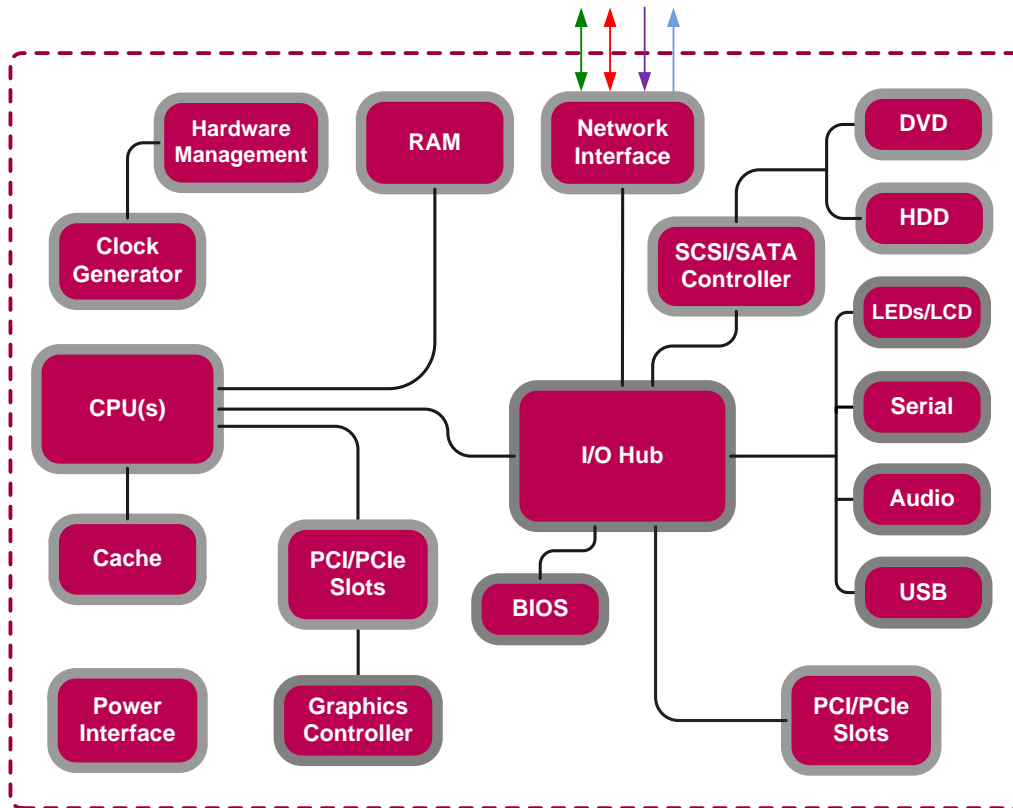 Hardware
Management
RAM
Network
Interface
DVD
HDD
Clock
Generator
SCSI/SATA
Controller
LEDs/LCD
CPU(s)
Serial
I/O Hub
Audio
Cache
PCI/PCIe
Slots
BIOS
USB
Power
Interface
Graphics
Controller
PCI/PCIe
Slots